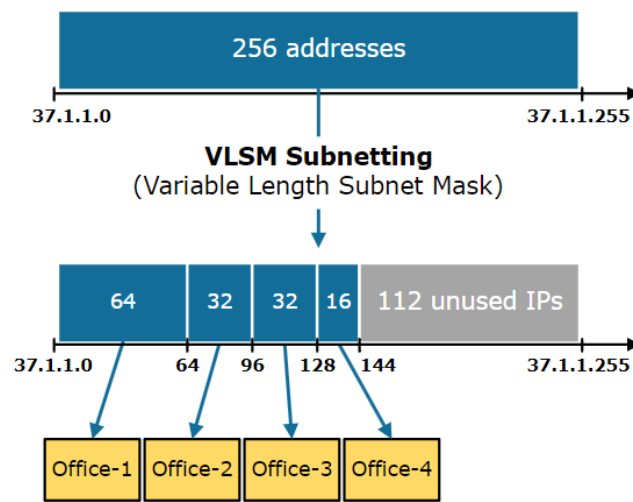 256 addresses
37.1.1.0 37.1.1.255
VLSM Subnetting
(Variable Length Subnet Mask)
64 32 32 16 112 unused IPs
37.1.1.0 64 96 128 144 37.1.1.255
Office-1 Office-2 Office-3 Office-4